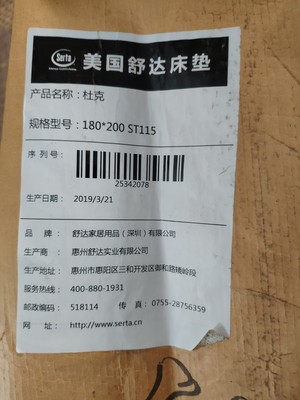 Serta 美国舒达床垫
产品名称：杜克
规格型号：180*200 ST115
序 列 号：
25342078
生产日期： 2019/3/21
品 牌： 舒达家居用品（深圳）有限公司
生产商： 惠州舒达实业有限公司
生产地址： 惠州市惠阳区三和开发区御和路矮岭段
服务热线： 400-880-1931
邮政编码： 518114 传 真：0755-28756359
网 址： http://www.serta.cn